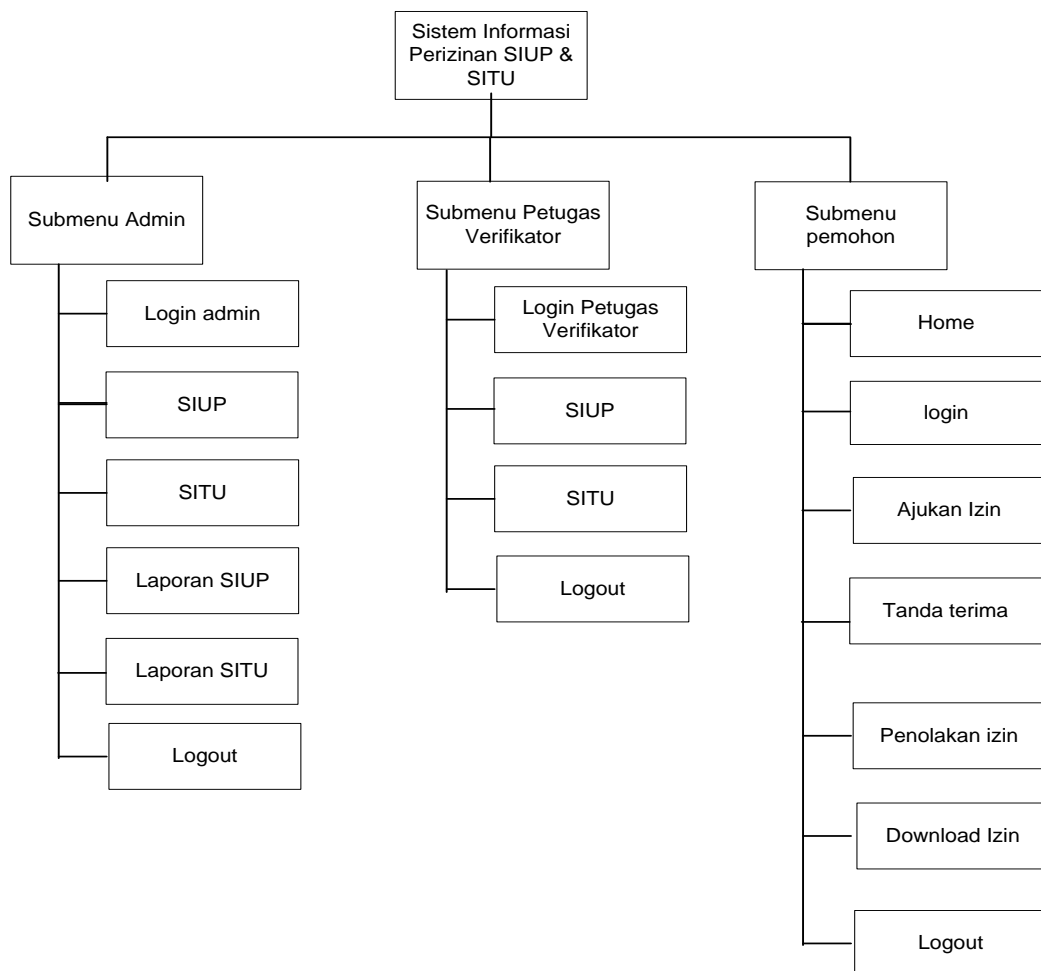 Sistem Informasi
Perizinan SIUP &
SITU
Submenu Admin
Login admin
SIUP
SITU
Laporan SIUP
Laporan SITU
Logout
Submenu Petugas
Verifikator
Login Petugas
Verifikator
SIUP
SITU
Logout
Submenu
pemohon
Home
login
Ajukan Izin
Tanda terima
Penolakan izin
Download Izin
Logout